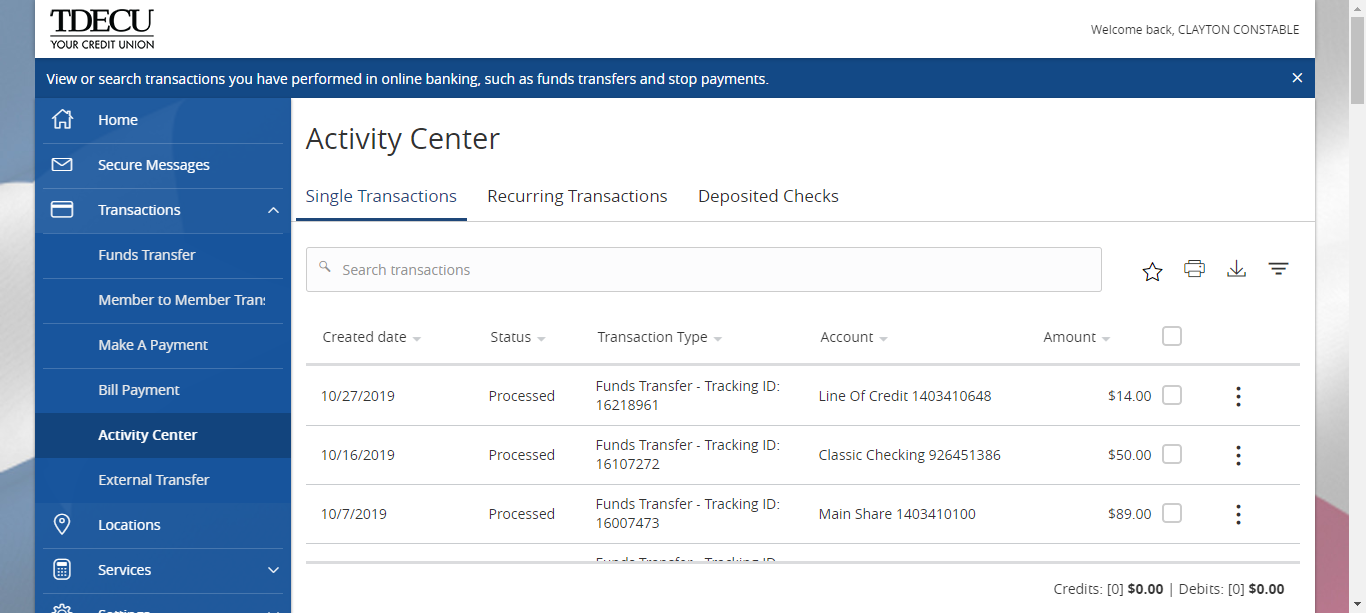 TDECU
YOUR CREDIT UNION
Welcome back, CLAYTON CONSTABLE
View or search transactions you have performed in online banking, such as funds transfers and stop payments.
Home
Secure Messages
Transactions
Funds Transfer
Member to Member Trans
Make A Payment
Bill Payment
Activity Center
External Transfer
Locations
Services
Settings
Activity Center
Single Transactions Recurring Transactions Deposited Checks
Search transactions
Created date Status Transaction Type Account Amount
10/27/2019 Processed Funds Transfer - Tracking ID: Line Of Credit 1403410648 $14.00
16218961
10/16/2019 Processed Funds Transfer - Tracking ID: Classic Checking 926451386 $50.00
16107272
10/7/2019 Processed Funds Transfer - Tracking ID: Main Share 1403410100 $89.00
16007473
Funds Transfer - Tracking ID:
Credits: [0] $0.00 | Debits: [0] $0.00